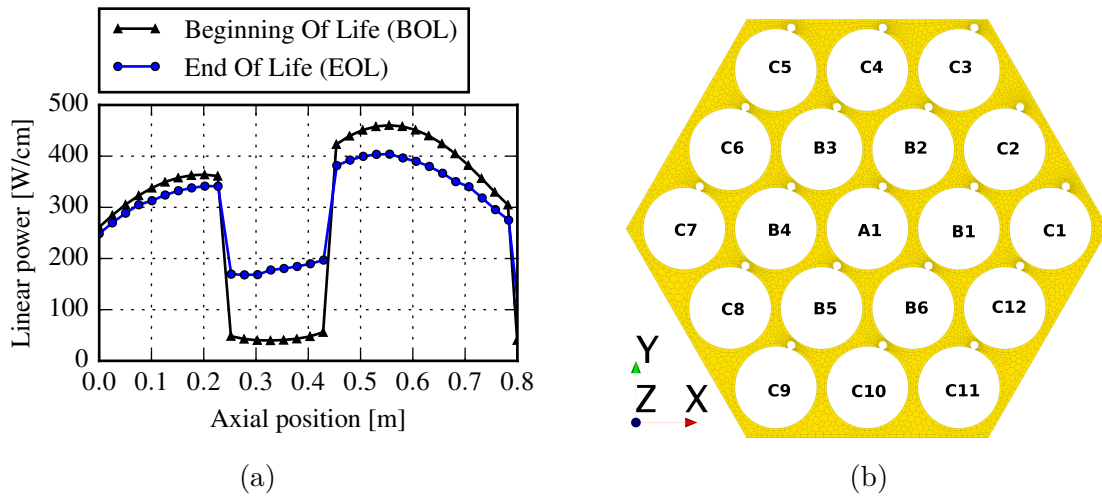 Beginning Of Life (BOL)
End Of Life (EOL)
Linear power [W/cm]
500
400
300
200
100
0
0.0 0.1 0.2 0.3 0.4 0.5 0.6 0.7 0.8
Axial position [m]
(a)
C5 C4 C3
C6 B3 B2 C2
C7 B4 A1 B1 C1
C8 B5 B6 C12
C9 C10 C11
Y
Z X
(b)